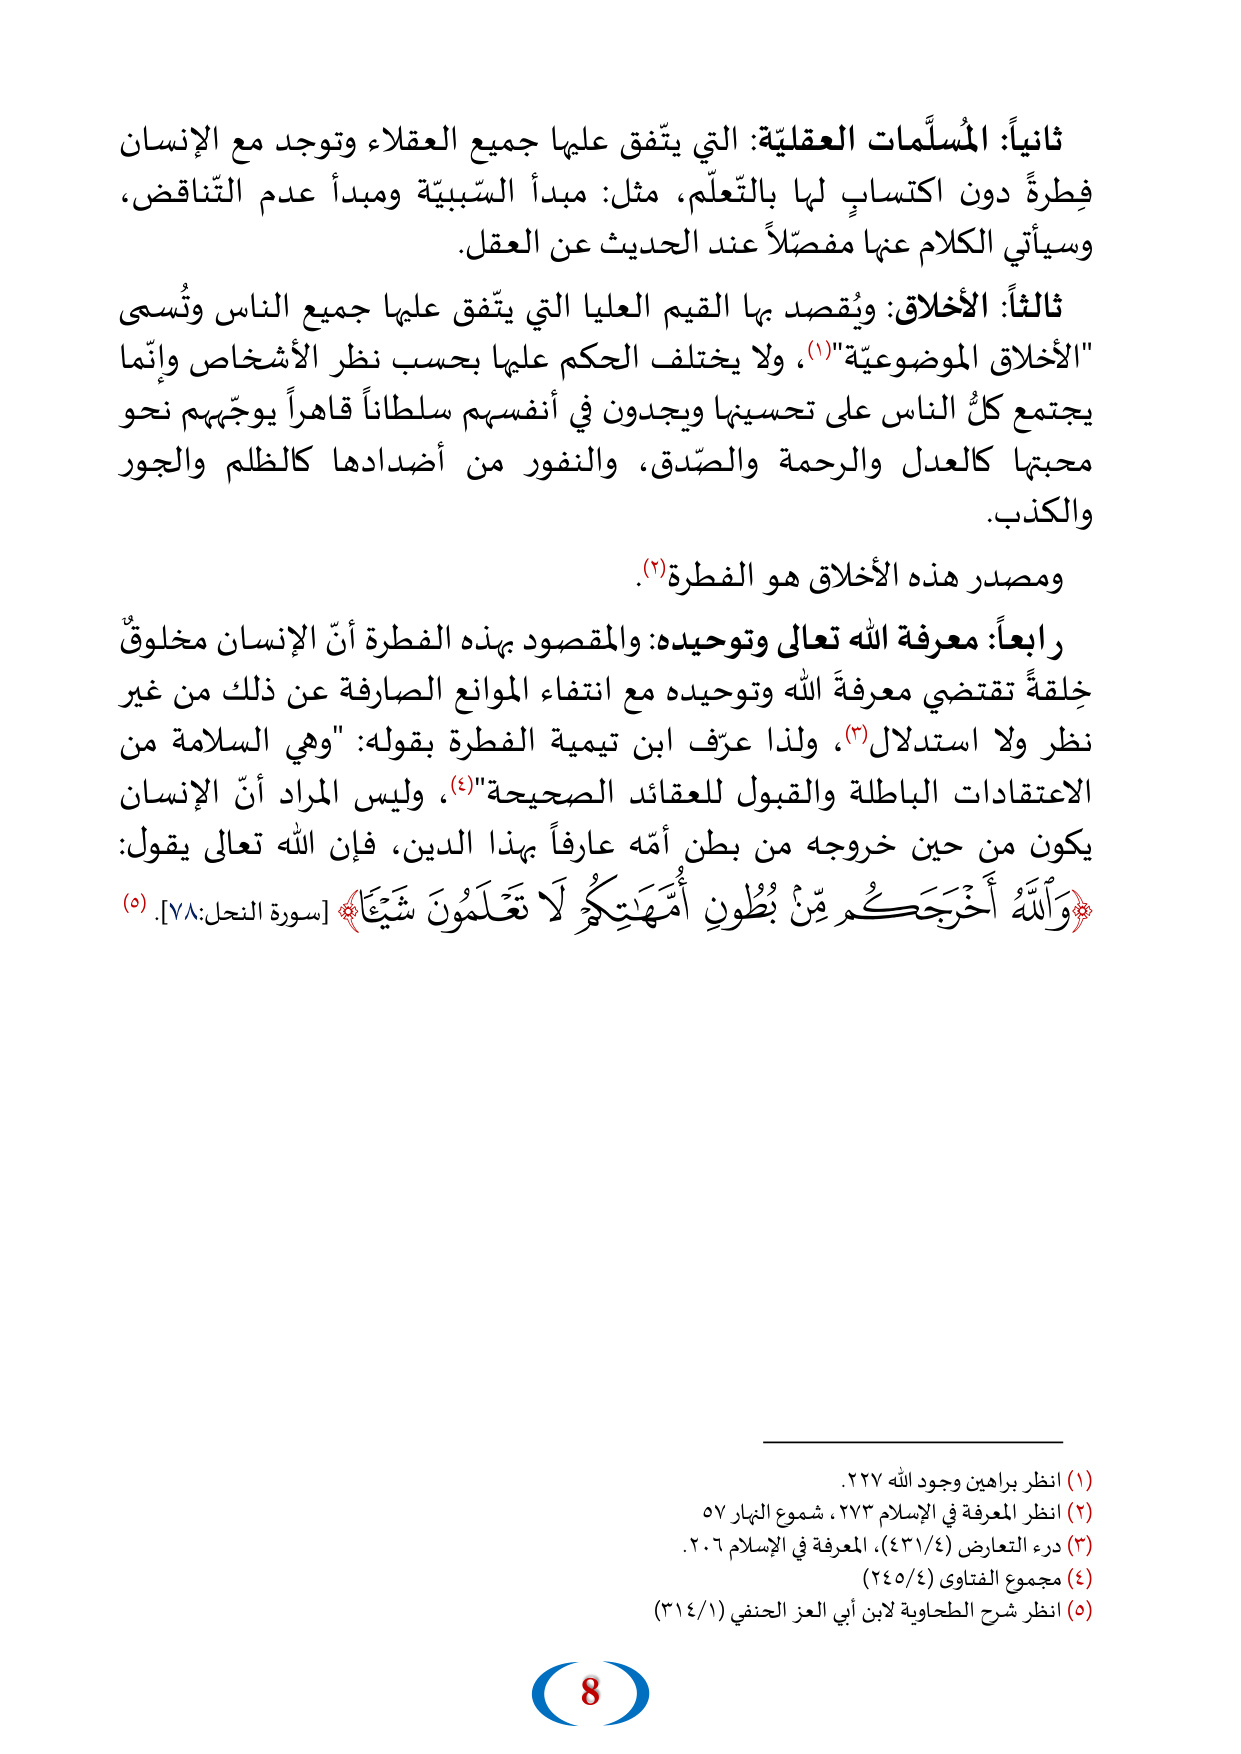 ثانياً: المُسلَّمات العقليّة: التي يتّفق عليها جميع العقلاء وتوجد مع الإنسان
فِطرةً دون اكتسابٍ لها بالتّعلّم، مثل: مبدأ السّببيّة ومبدأ عدم التّناقض،
وسيأتي الكلام عنها مفصّلاً عند الحديث عن العقل.
ثالثاً: الأخلاق: ويُقصد بها القيم العليا التي يتّفق عليها جميع الناس وتُسمى
"الأخلاق الموضوعيّة"(١)، ولا يختلف الحكم عليها بحسب نظر الأشخاص وإنّما
يجتمع كلُّ الناس على تحسينها ويجدون في أنفسهم سلطاناً قاهراً يوجّههم نحو
محبتها كالعدل والرحمة والصّدق، والنفور من أضدادها كالظلم والجور
والكذب.
ومصدر هذه الأخلاق هو الفطرة(٢).
رابعاً: معرفة الله تعالى وتوحيده: والمقصود بهذه الفطرة أنّ الإنسان مخلوقٌ
خِلقةً تقتضي معرفةَ الله وتوحيده مع انتفاء الموانع الصارفة عن ذلك من غير
نظر ولا استدلال(٣)، ولذا عرّف ابن تيمية الفطرة بقوله: "وهي السلامة من
الاعتقادات الباطلة والقبول للعقائد الصحيحة"(٤)، وليس المراد أنّ الإنسان
يكون من حين خروجه من بطن أمّه عارفاً بهذا الدين، فإن الله تعالى يقول:
﴿وَٱللَّهُ أَخۡرَجَكُم مِّنۢ بُطُونِ أُمَّهَٰتِكُمۡ لَا تَعۡلَمُونَ شَيۡـٔٗا﴾ [سورة النحل:٧٨]. (٥)
(١) انظر براهين وجود الله ٢٢٧.
(٢) انظر المعرفة في الإسلام ٢٧٣، شموع النهار ٥٧
(٣) درء التعارض (٤٣١/٤)، المعرفة في الإسلام ٢٠٦.
(٤) مجموع الفتاوى (٢٤٥/٤)
(٥) انظر شرح الطحاوية لابن أبي العز الحنفي (٣١٤/١)
8